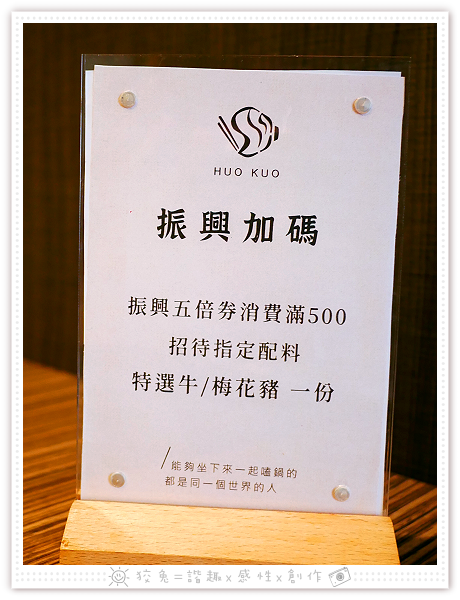 HUO KUO
振興加碼
振興五倍券消費滿500
招待指定配料
特選牛/梅花豬 一份
/能夠坐下來一起嗑鍋的
都是同一個世界的人
狡兔=諧趣x感性x創作